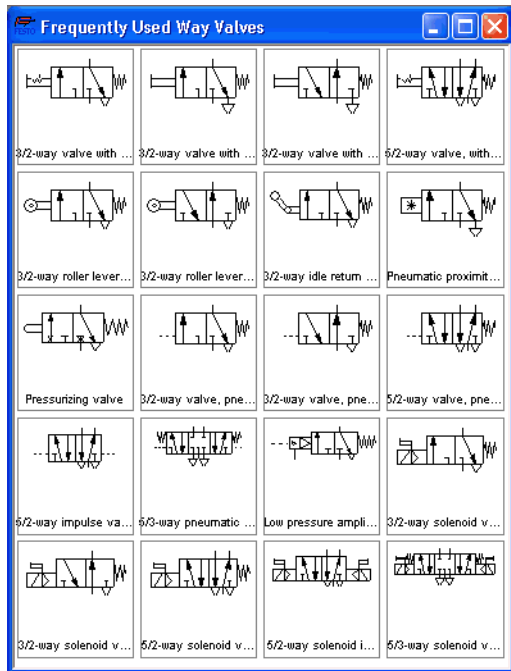 Frequently Used Way Valves
FESTO
3/2-way valve with ...
3/2-way valve with ...
3/2-way valve with ...
5/2-way valve, with...
3/2-way roller lever...
3/2-way roller lever...
3/2-way idle return ...
Pneumatic proximit...
Pressurizing valve
3/2-way valve, pne...
3/2-way valve, pne...
5/2-way valve, pne...
5/2-way impulse va...
5/3-way pneumatic ...
Low pressure ampli...
3/2-way solenoid v...
3/2-way solenoid v...
5/2-way solenoid v...
5/2-way solenoid i...
5/3-way solenoid v...